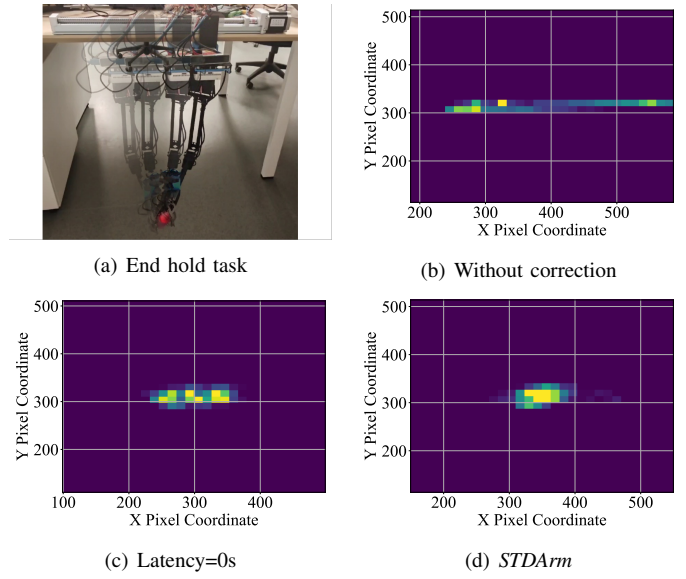 (a) End hold task
500
400
300
200
200
300
400
500
Y Pixel Coordinate
X Pixel Coordinate
(b) Without correction
500
400
300
200
100
200
300
400
Y Pixel Coordinate
X Pixel Coordinate
(c) Latency=0s
500
400
300
200
200
300
400
500
Y Pixel Coordinate
X Pixel Coordinate
(d) STDArm